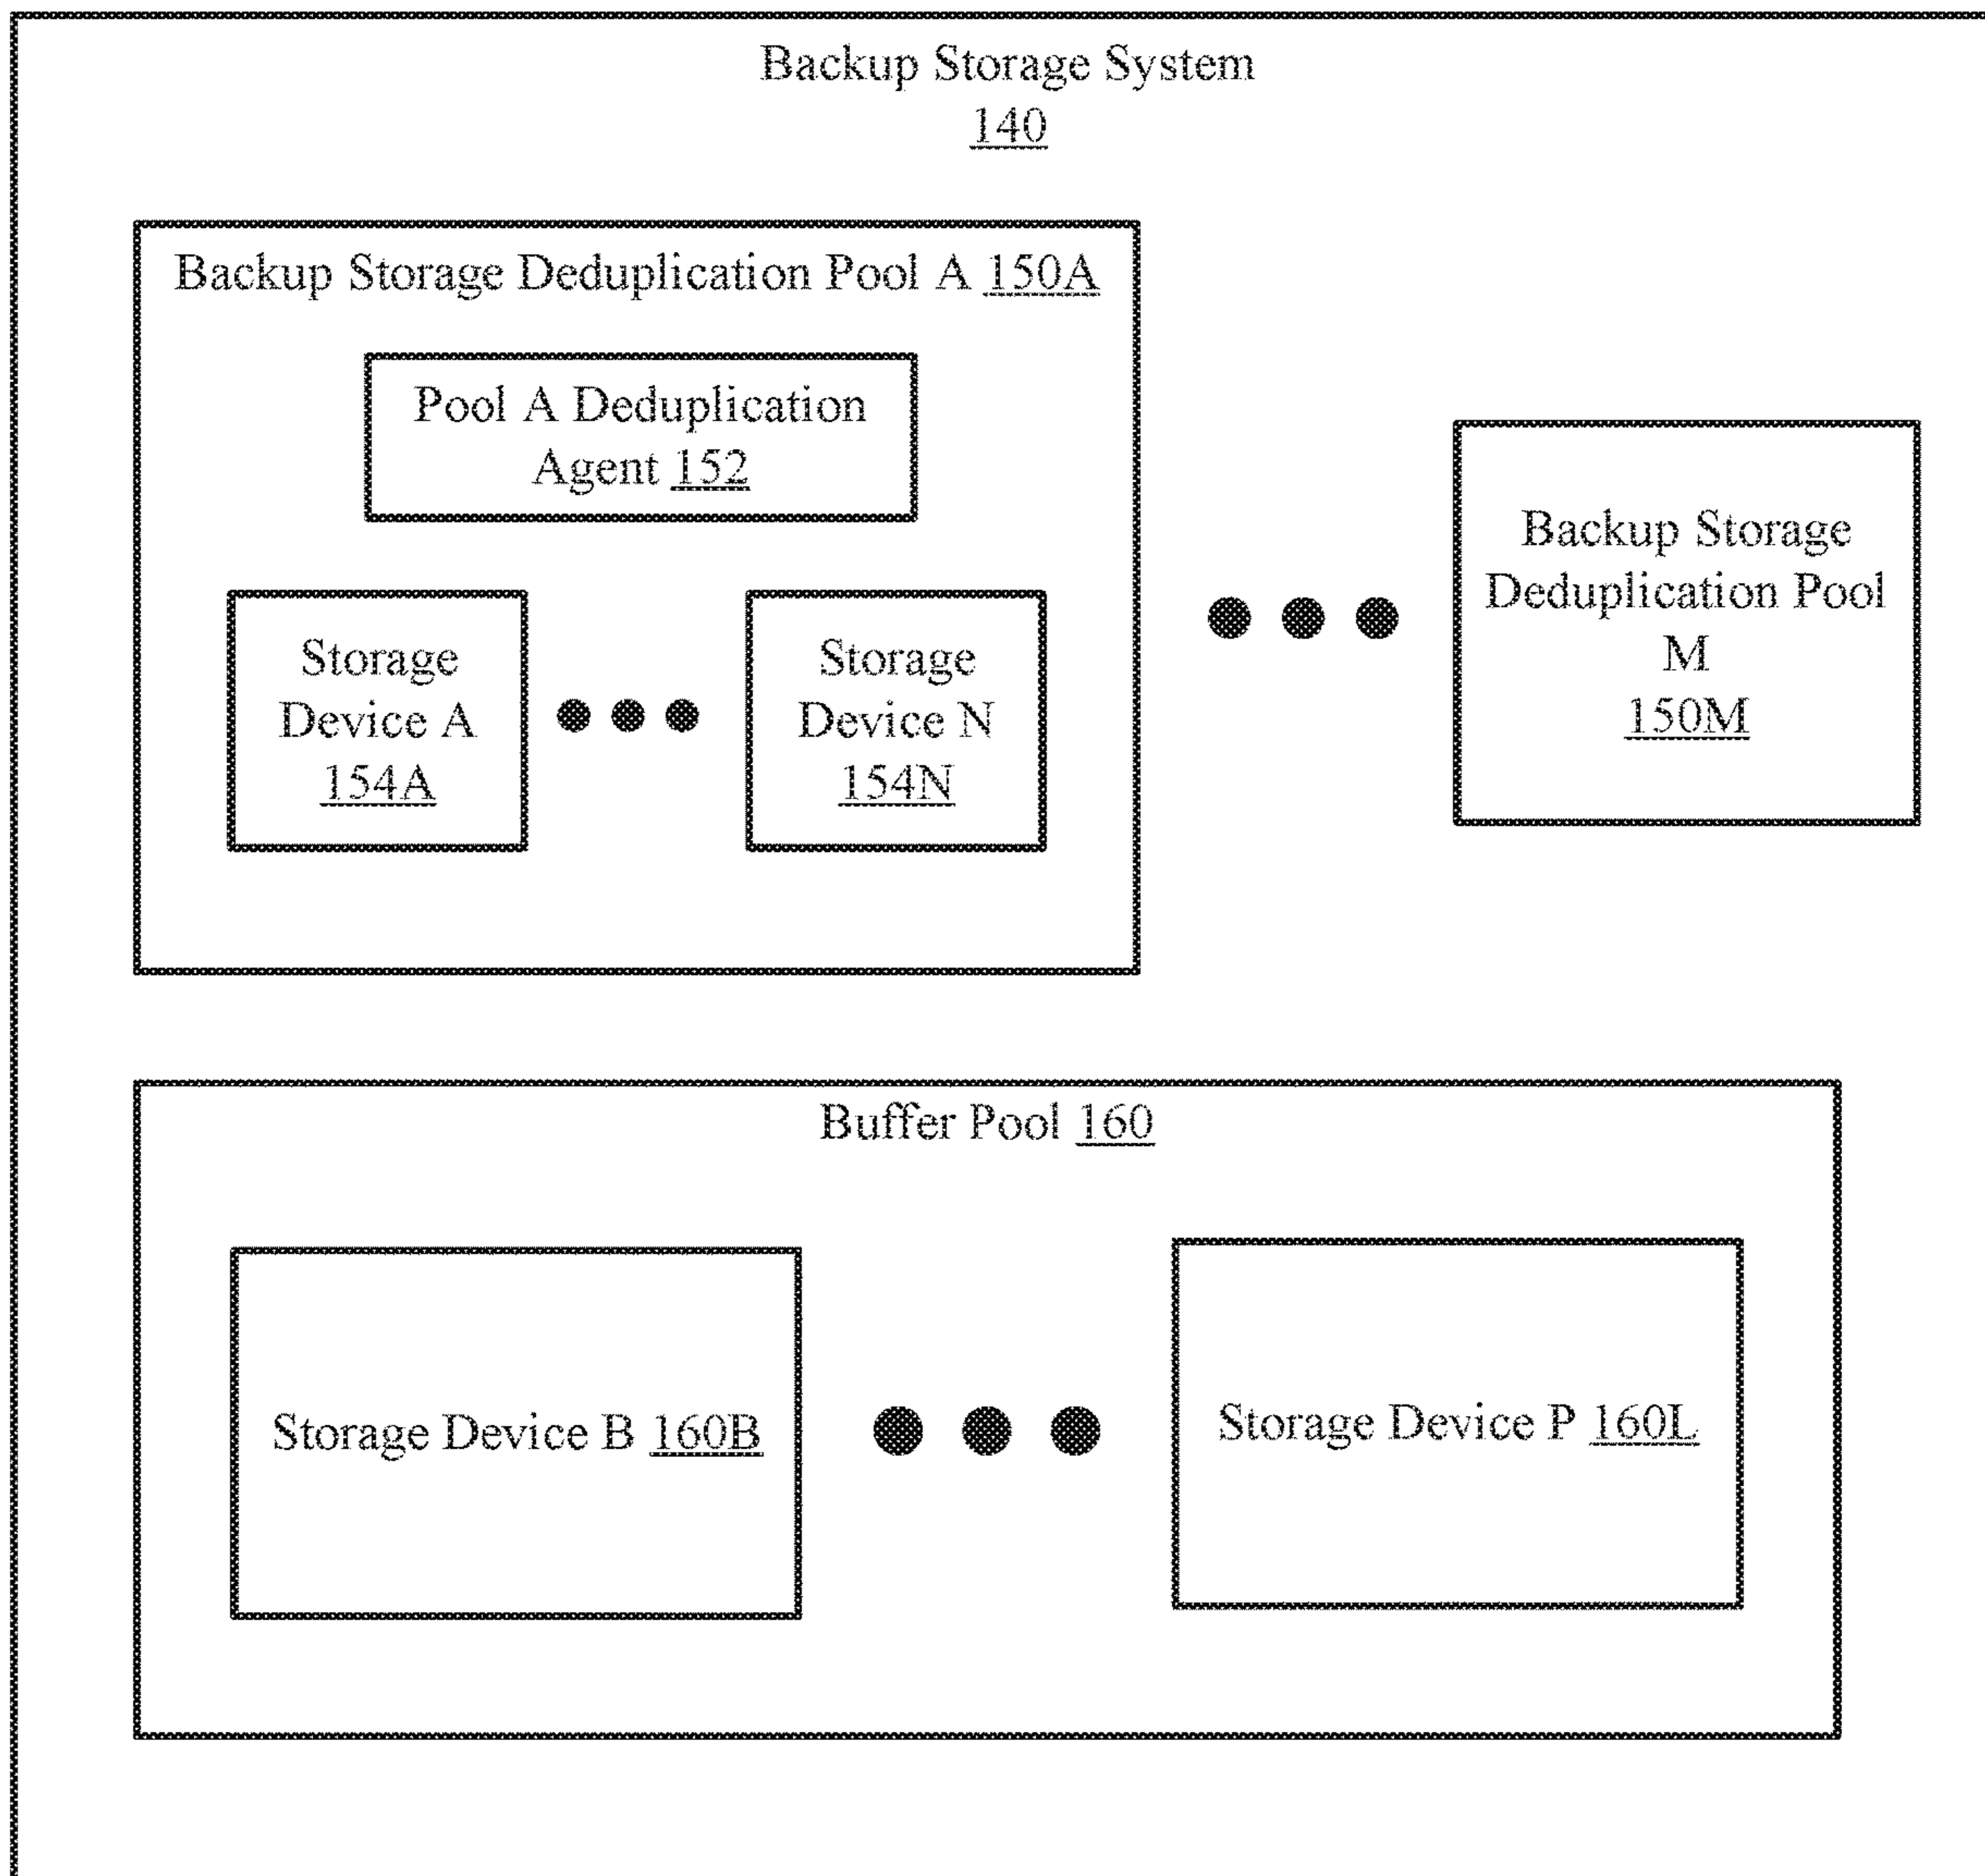 Backup Storage System
140
Backup Storage Deduplication Pool A 150A
Pool A Deduplication
Agent 152
Storage
Device A
154A
Storage
Device N
154N
Backup Storage
Deduplication Pool
M
150M
Buffer Pool 160
Storage Device B 160B
Storage Device P 160L